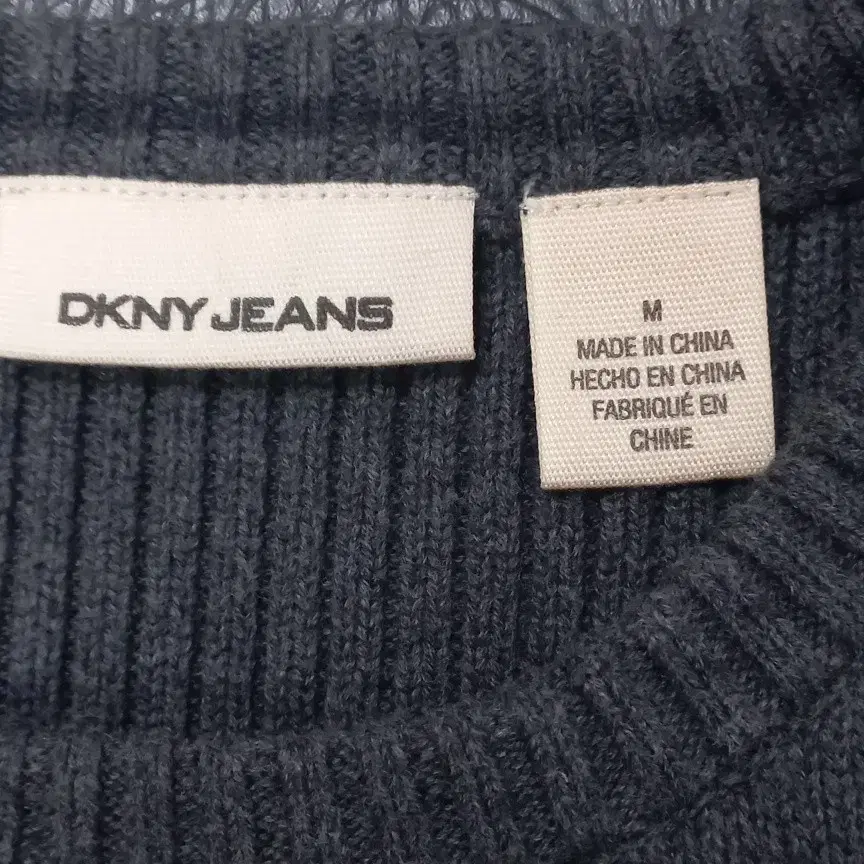 DKNY JEANS
M
MADE IN CHINA
HECHO EN CHINA
FABRIQUÉ EN
CHINE